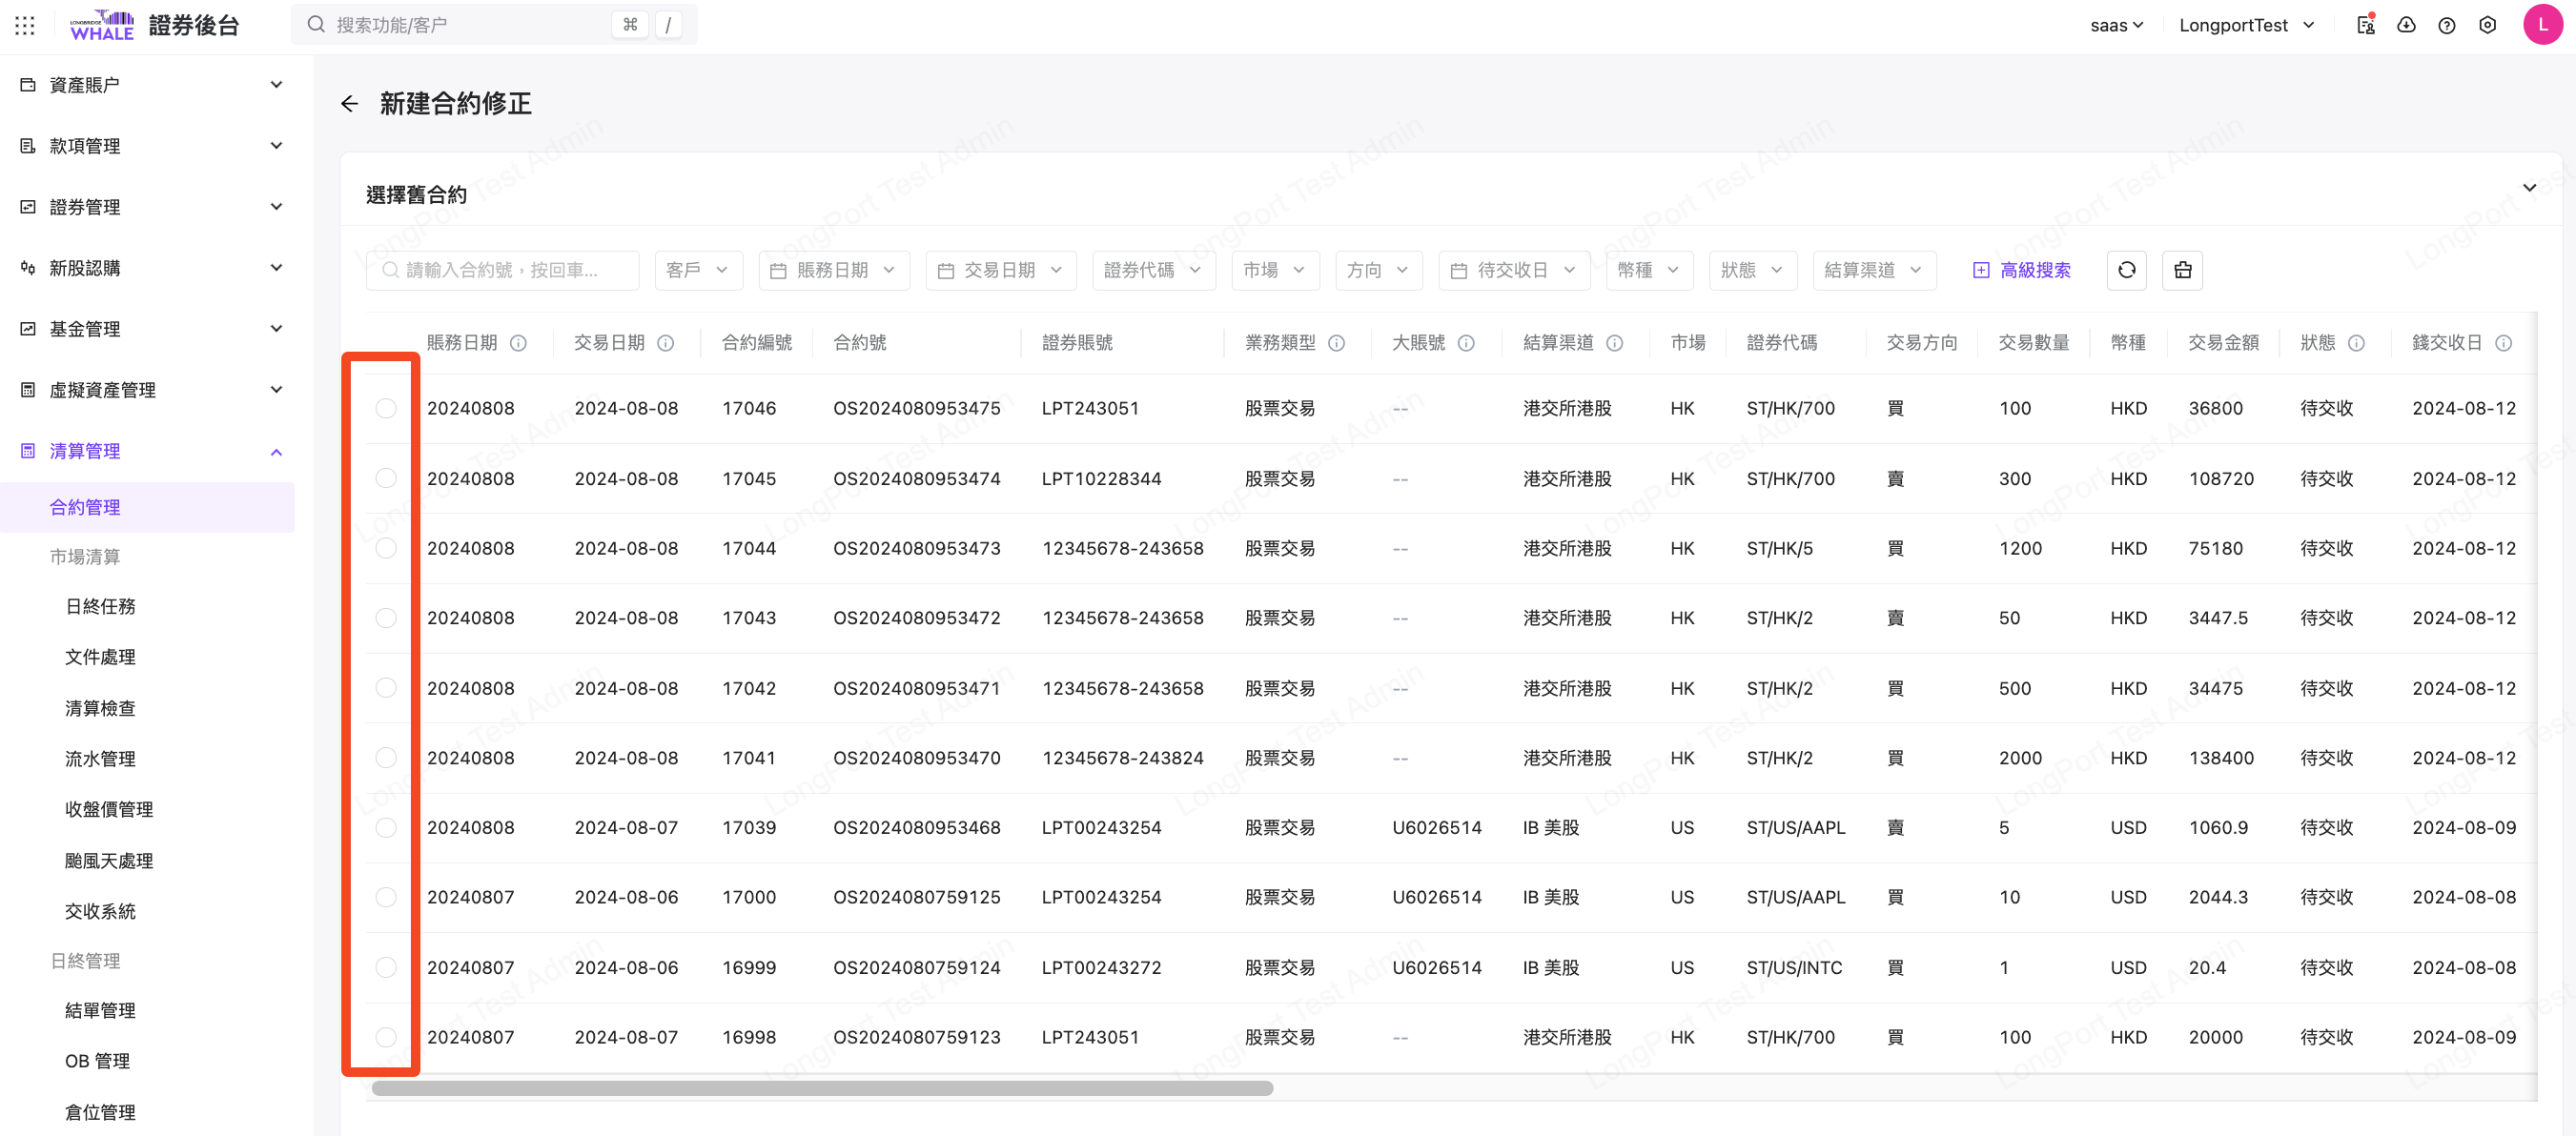 LONGBRIDGE
WHALE 證券後台 搜索功能/客户 ⌘ / saas LongportTest L
資產賬户
款項管理
證券管理
新股認購
基金管理
虛擬資產管理
清算管理
合約管理
市場清算
日終任務
文件處理
清算檢查
流水管理
收盤價管理
颱風天處理
交收系統
日終管理
結單管理
OB 管理
倉位管理
新建合約修正
選擇舊合約
請輸入合約號，按回車... 客戶 賬務日期 交易日期 證券代碼 市場 方向 待交收日 幣種 狀態 結算渠道 高級搜索
賬務日期 交易日期 合約編號 合約號 證券賬號 業務類型 大賬號 結算渠道 市場 證券代碼 交易方向 交易數量 幣種 交易金額 狀態 錢交收日
20240808 2024-08-08 17046 OS2024080953475 LPT243051 股票交易 -- 港交所港股 HK ST/HK/700 買 100 HKD 36800 待交收 2024-08-12
20240808 2024-08-08 17045 OS2024080953474 LPT10228344 股票交易 -- 港交所港股 HK ST/HK/700 賣 300 HKD 108720 待交收 2024-08-12
20240808 2024-08-08 17044 OS2024080953473 12345678-243658 股票交易 -- 港交所港股 HK ST/HK/5 買 1200 HKD 75180 待交收 2024-08-12
20240808 2024-08-08 17043 OS2024080953472 12345678-243658 股票交易 -- 港交所港股 HK ST/HK/2 賣 50 HKD 3447.5 待交收 2024-08-12
20240808 2024-08-08 17042 OS2024080953471 12345678-243658 股票交易 -- 港交所港股 HK ST/HK/2 買 500 HKD 34475 待交收 2024-08-12
20240808 2024-08-08 17041 OS2024080953470 12345678-243824 股票交易 -- 港交所港股 HK ST/HK/2 買 2000 HKD 138400 待交收 2024-08-12
20240808 2024-08-07 17039 OS2024080953468 LPT00243254 股票交易 U6026514 IB 美股 US ST/US/AAPL 賣 5 USD 1060.9 待交收 2024-08-09
20240807 2024-08-06 17000 OS2024080759125 LPT00243254 股票交易 U6026514 IB 美股 US ST/US/AAPL 買 10 USD 2044.3 待交收 2024-08-08
20240807 2024-08-06 16999 OS2024080759124 LPT00243272 股票交易 U6026514 IB 美股 US ST/US/INTC 買 1 USD 20.4 待交收 2024-08-08
20240807 2024-08-07 16998 OS2024080759123 LPT243051 股票交易 -- 港交所港股 HK ST/HK/700 買 100 HKD 20000 待交收 2024-08-09
LongPort Test Admin